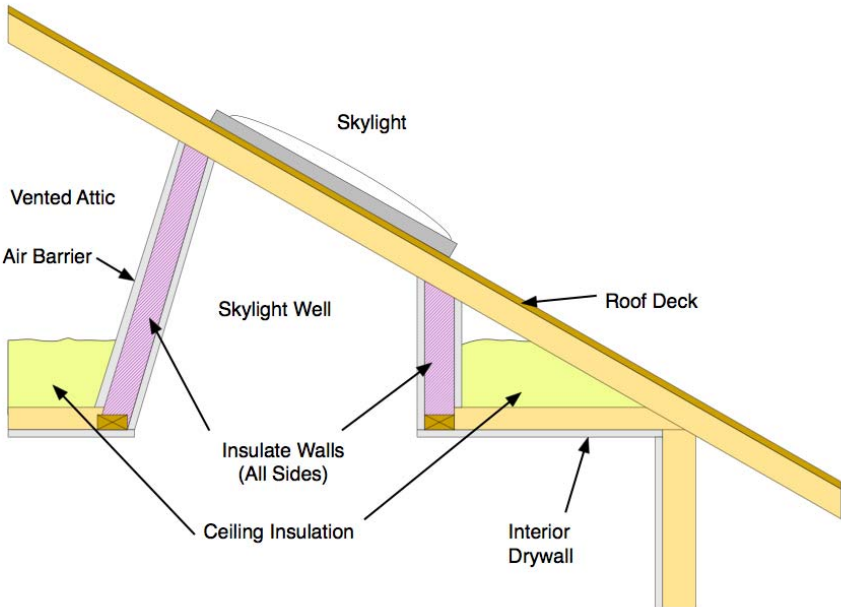 Skylight
Vented Attic
Air Barrier
Skylight Well
Roof Deck
Insulate Walls
(All Sides)
Ceiling Insulation
Interior
Drywall